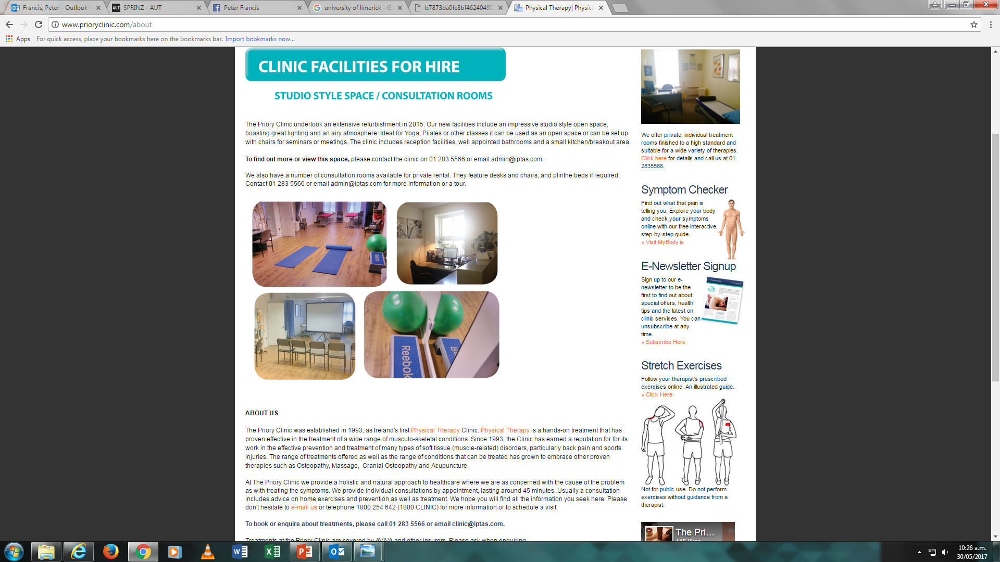 Francis, Peter - Outlook
SPRINZ - AUT
Peter Francis
university of limerick - G
b7873da0fc8bf46240495
Physical Therapy| Physica
www.prioryclinic.com/about
Apps For quick access, place your bookmarks here on the bookmarks bar. Import bookmarks now...
CLINIC FACILITIES FOR HIRE
STUDIO STYLE SPACE / CONSULTATION ROOMS
The Priory Clinic undertook an extensive refurbishment in 2015. Our new facilities include an impressive studio style open space,
boasting great lighting and an airy atmosphere. Ideal for Yoga, Pilates or other classes it can be used as an open space or can be set up
with chairs for seminars or meetings. The clinic includes reception facilities, well appointed bathrooms and a small kitchen/breakout area.
To find out more or view this space, please contact the clinic on 01 283 5566 or email admin@iptas.com.
We also have a number of consultation rooms available for private rental. They feature desks and chairs, and plinthe beds if required.
Contact 01 283 5566 or email admin@iptas.com for more information or a tour.
Reebok
Reebok
ABOUT US
The Priory Clinic was established in 1993, as Ireland's first Physical Therapy Clinic. Physical Therapy is a hands-on treatment that has
proven effective in the treatment of a wide range of musculo-skeletal conditions. Since 1993, the Clinic has earned a reputation for for its
work in the effective prevention and treatment of many types of soft tissue (muscle-related) disorders, particularly back pain and sports
injuries. The range of treatments offered as well as the range of conditions that can be treated has grown to embrace other proven
therapies such as Osteopathy, Massage, Cranial Osteopathy and Acupuncture.
At The Priory Clinic we provide a holistic and natural approach to healthcare where we are as concerned with the cause of the problem
as with treating the symptoms. We provide individual consultations by appointment, lasting around 45 minutes. Usually a consultation
includes advice on home exercises and prevention as well as treatment. We hope you will find all the information you seek here. Please
don't hesitate to e-mail us or telephone 1800 254 642 (1800 CLINIC) for more information or to schedule a visit.
To book or enquire about treatments, please call 01 283 5566 or email clinic@iptas.com.
Treatments at the Priory Clinic are covered by AVIVA and other insurers. Please ask when enquiring
We offer private, individual treatment
rooms finished to a high standard and
suitable for a wide variety of therapies.
Click here for details and call us at 01
2835566.
Symptom Checker
Find out what that pain is
telling you. Explore your body
and check your symptoms
online with our free interactive,
step-by-step guide.
» Visit MyBody.ie
E-Newsletter Signup
Sign up to our e-
newsletter to be the
first to find out about
special offers, health
tips and the latest on
clinic services. You can
unsubscribe at any
time.
» Subscribe Here
Stretch Exercises
Follow your therapist's prescribed
exercises online. An illustrated guide.
» Click Here
Not for public use. Do not perform
exercises without guidance from a
therapist.
The Pri...
415 likes
10:26 a.m.
30/05/2017